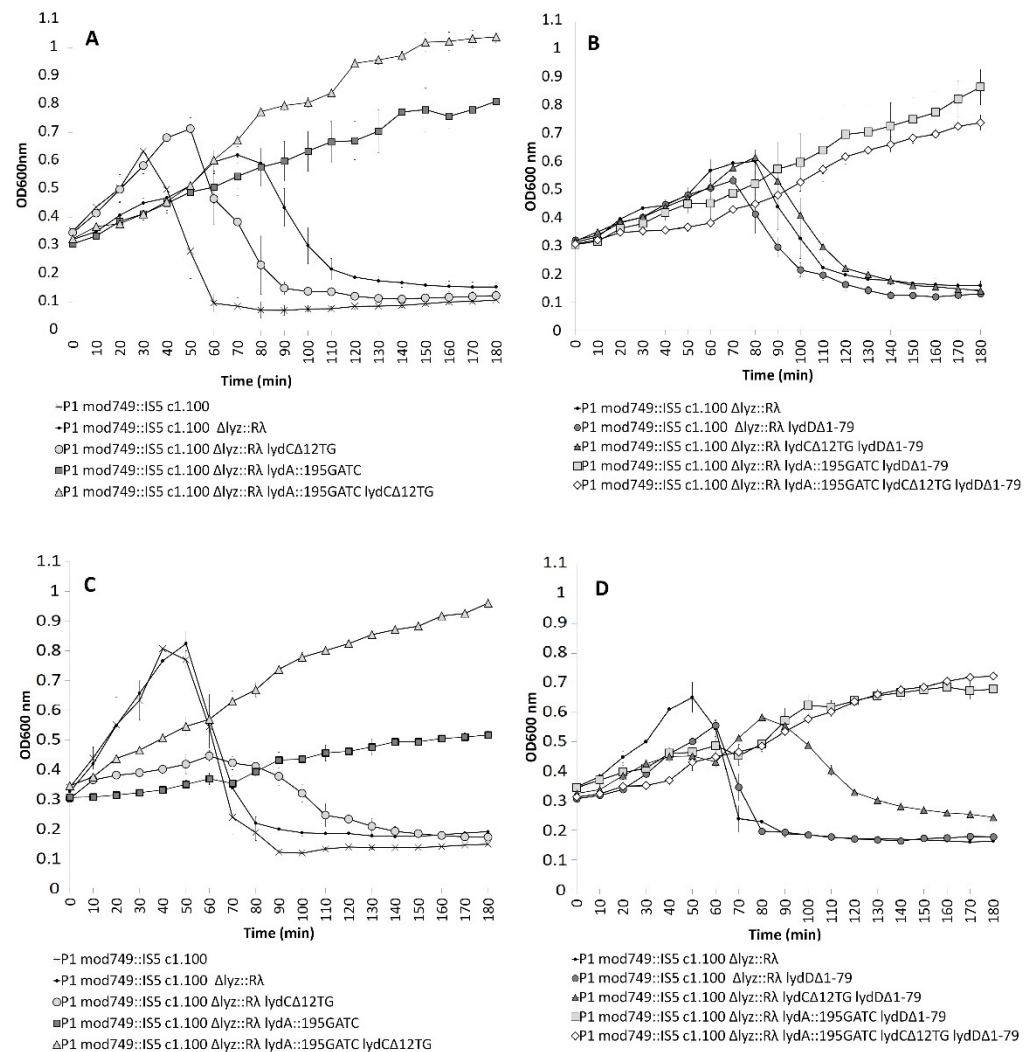 A
OD600nm
1.1
1
0.9
0.8
0.7
0.6
0.5
0.4
0.3
0.2
0.1
0
0 10 20 30 40 50 60 70 80 90 100 110 120 130 140 150 160 170 180
Time (min)
P1 mod749::IS5 c1.100
P1 mod749::IS5 c1.100 Δlyz::Rλ
P1 mod749::IS5 c1.100 Δlyz::Rλ lydCΔ12TG
P1 mod749::IS5 c1.100 Δlyz::Rλ lydA::195GATC
P1 mod749::IS5 c1.100 Δlyz::Rλ lydA::195GATC lydCΔ12TG
B
OD600 nm
1.1
1
0.9
0.8
0.7
0.6
0.5
0.4
0.3
0.2
0.1
0
0 10 20 30 40 50 60 70 80 90 100 110 120 130 140 150 160 170 180
Time (min)
P1 mod749::IS5 c1.100 Δlyz::Rλ
P1 mod749::IS5 c1.100 Δlyz::Rλ lydDΔ1-79
P1 mod749::IS5 c1.100 Δlyz::Rλ lydCΔ12TG lydDΔ1-79
P1 mod749::IS5 c1.100 Δlyz::Rλ lydA::195GATC lydDΔ1-79
P1 mod749::IS5 c1.100 Δlyz::Rλ lydA::195GATC lydCΔ12TG lydDΔ1-79
C
OD600 nm
1.1
1
0.9
0.8
0.7
0.6
0.5
0.4
0.3
0.2
0.1
0
0 10 20 30 40 50 60 70 80 90 100 110 120 130 140 150 160 170 180
Time (min)
P1 mod749::IS5 c1.100
P1 mod749::IS5 c1.100 Δlyz::Rλ
P1 mod749::IS5 c1.100 Δlyz::Rλ lydCΔ12TG
P1 mod749::IS5 c1.100 Δlyz::Rλ lydA::195GATC
P1 mod749::IS5 c1.100 Δlyz::Rλ lydA::195GATC lydCΔ12TG
D
OD600 nm
1.1
1
0.9
0.8
0.7
0.6
0.5
0.4
0.3
0.2
0.1
0
0 10 20 30 40 50 60 70 80 90 100 110 120 130 140 150 160 170 180
Time (min)
P1 mod749::IS5 c1.100 Δlyz::Rλ
P1 mod749::IS5 c1.100 Δlyz::Rλ lydDΔ1-79
P1 mod749::IS5 c1.100 Δlyz::Rλ lydCΔ12TG lydDΔ1-79
P1 mod749::IS5 c1.100 Δlyz::Rλ lydA::195GATC lydDΔ1-79
P1 mod749::IS5 c1.100 Δlyz::Rλ lydA::195GATC lydCΔ12TG lydDΔ1-79